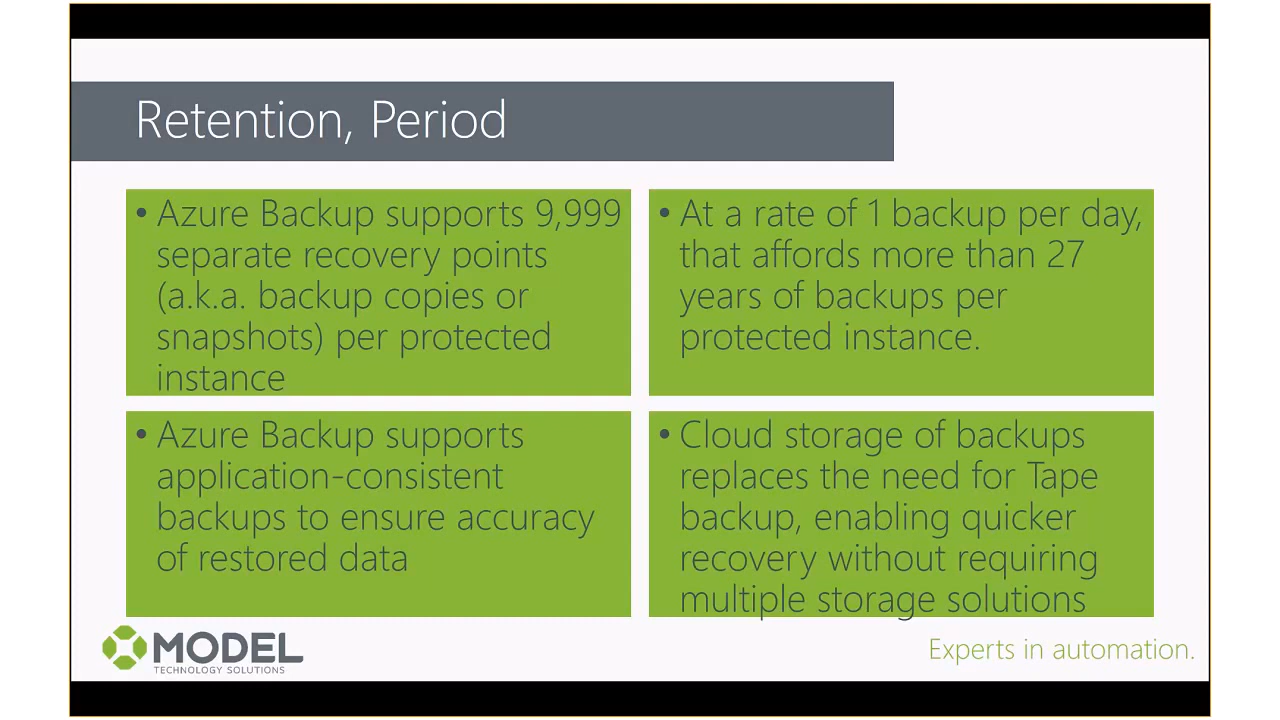 Retention, Period
• Azure Backup supports 9,999
separate recovery points
(a.k.a. backup copies or
snapshots) per protected
instance
• At a rate of 1 backup per day,
that affords more than 27
years of backups per
protected instance.
• Azure Backup supports
application-consistent
backups to ensure accuracy
of restored data
• Cloud storage of backups
replaces the need for Tape
backup, enabling quicker
recovery without requiring
multiple storage solutions
MODEL
TECHNOLOGY SOLUTIONS
Experts in automation.